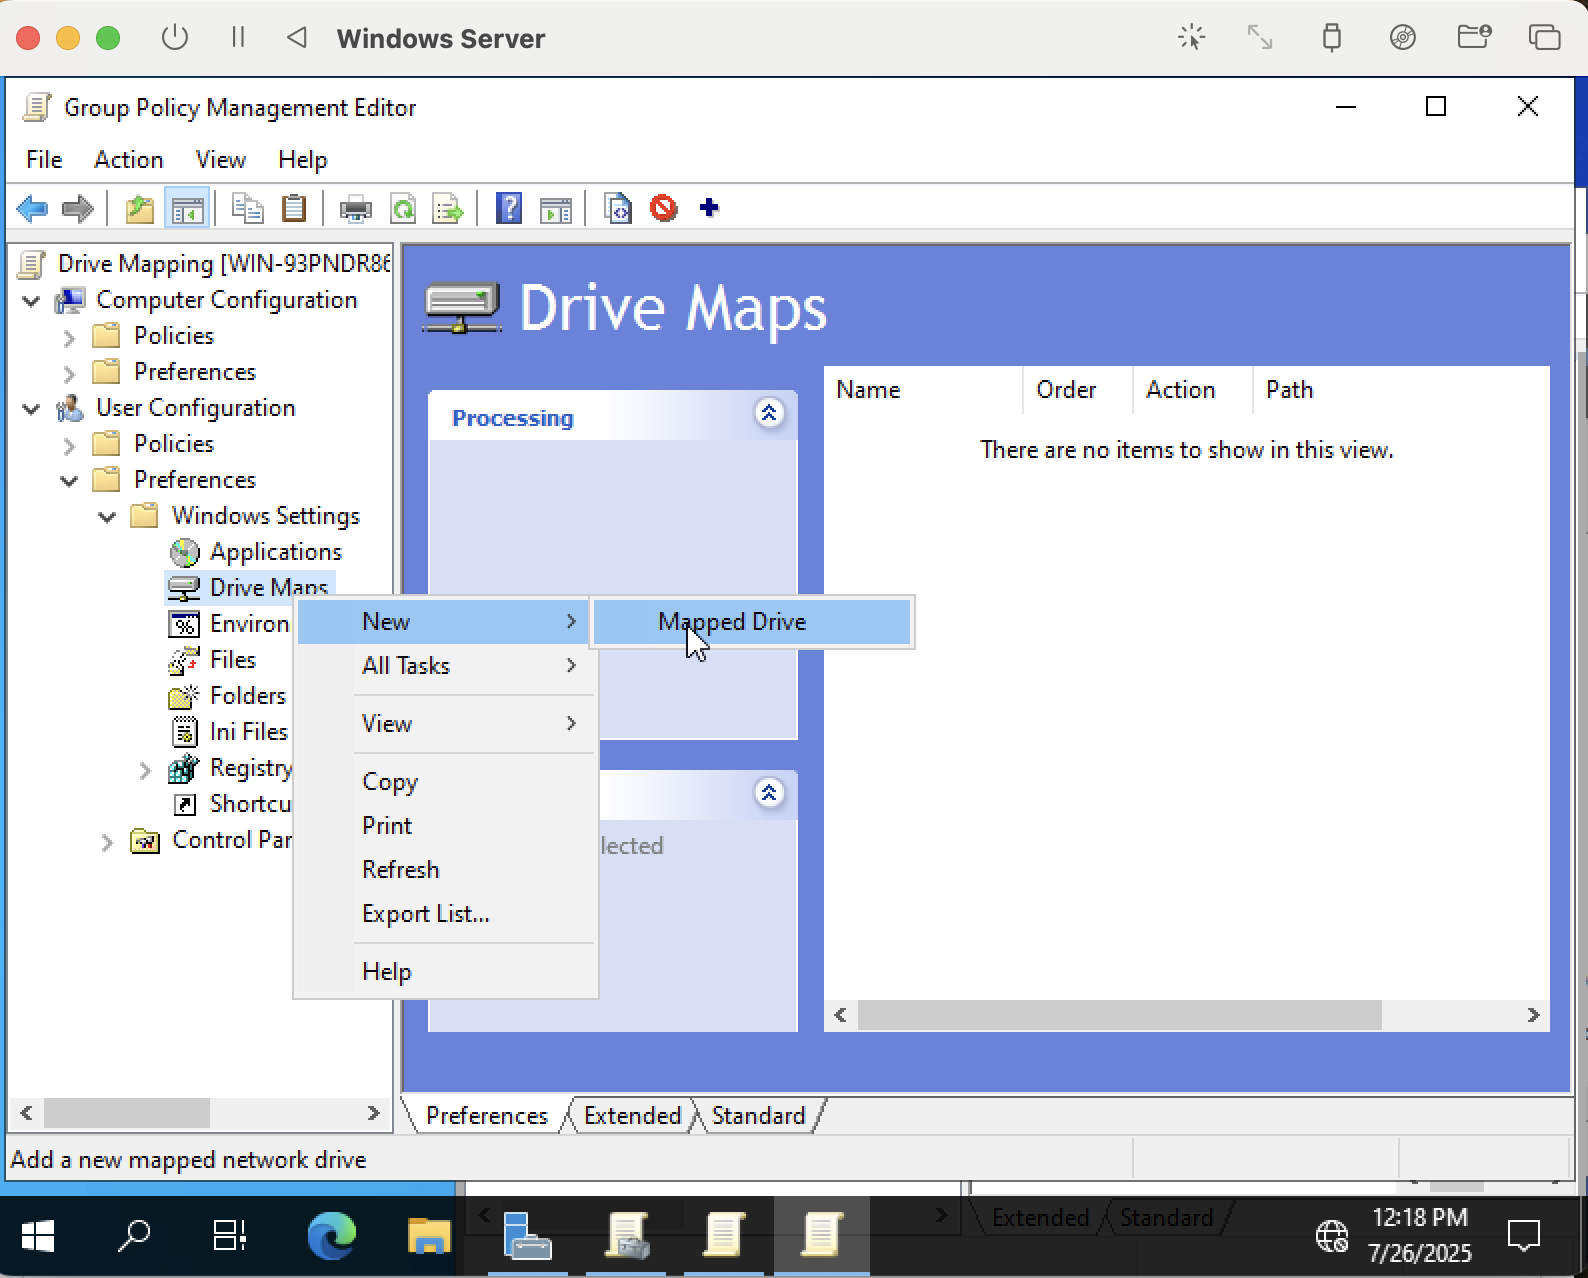 Windows Server
Group Policy Management Editor
File Action View Help
Drive Mapping [WIN-93PNDR86
Computer Configuration
Policies
Preferences
User Configuration
Policies
Preferences
Windows Settings
Applications
Drive Maps
Environ
Files
Folders
Ini Files
Registry
Shortcu
Control Par
New
All Tasks
View
Copy
Print
Refresh
Export List...
Help
Mapped Drive
Drive Maps
Processing
lected
Name Order Action Path
There are no items to show in this view.
Preferences Extended Standard
Add a new mapped network drive
Extended Standard
12:18 PM
7/26/2025